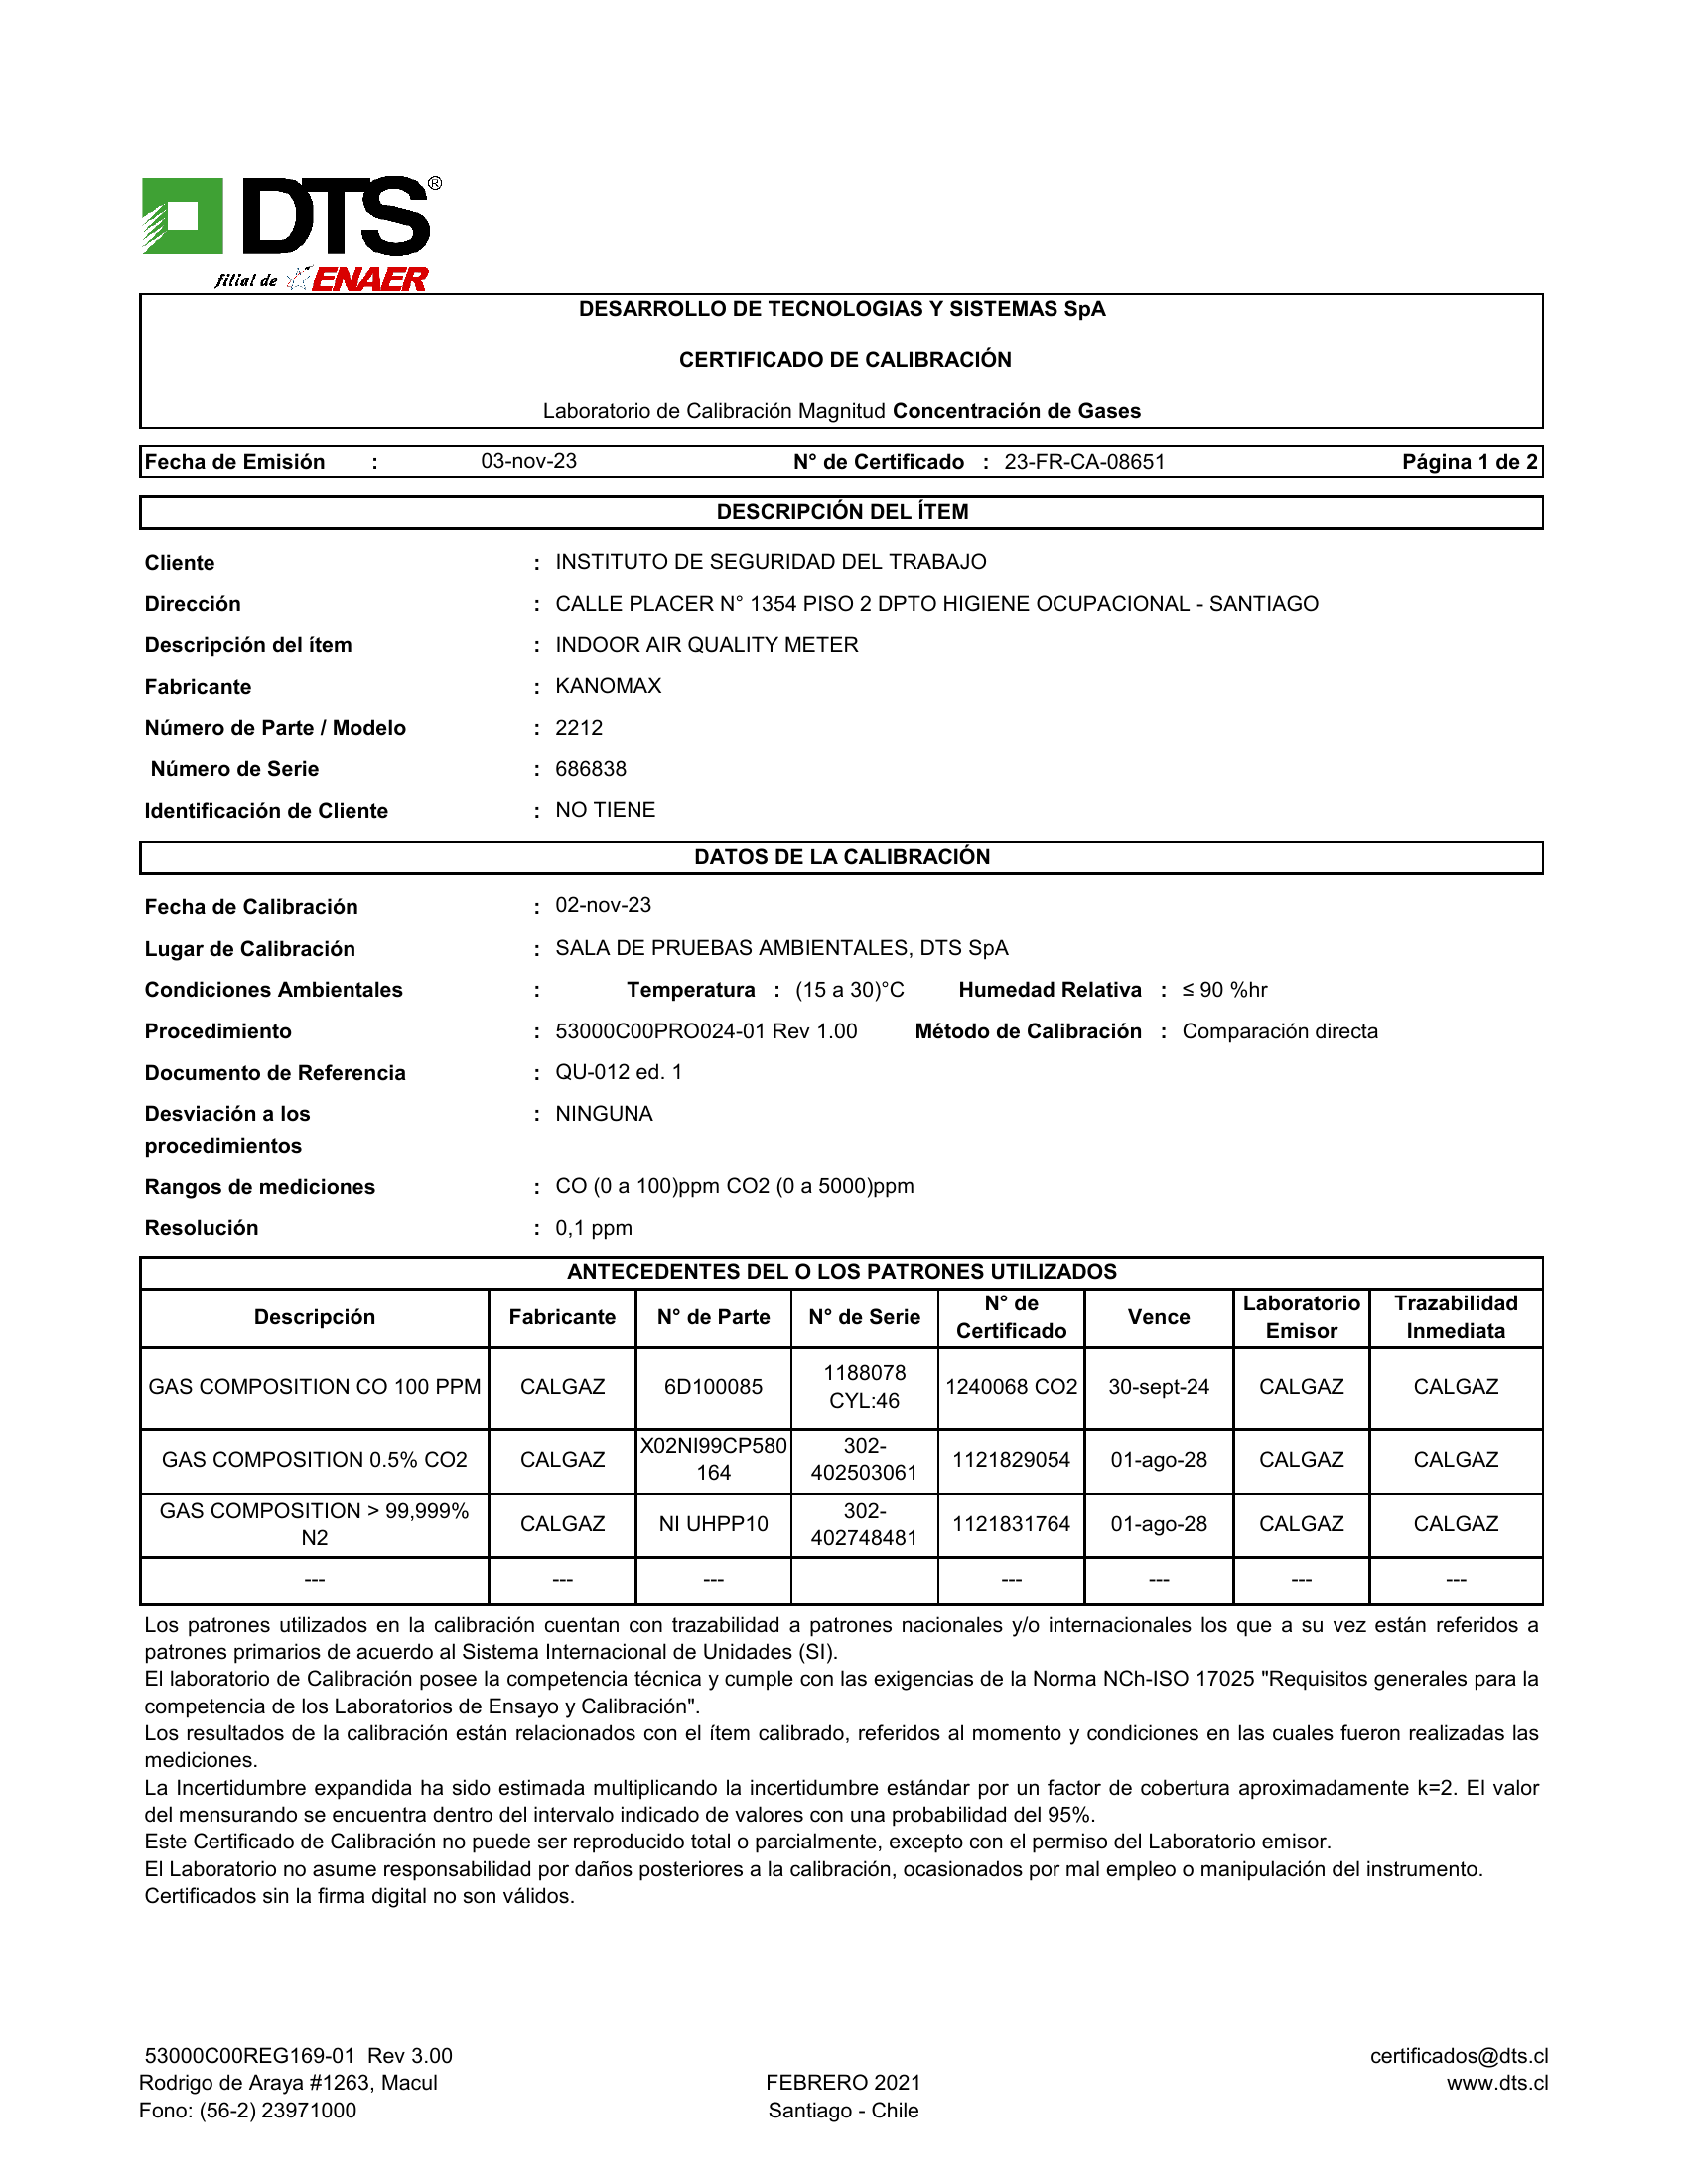 DTS®
filial de ENAER
DESARROLLO DE TECNOLOGIAS Y SISTEMAS SpA
CERTIFICADO DE CALIBRACIÓN
Laboratorio de Calibración Magnitud Concentración de Gases
Fecha de Emisión : 03-nov-23 N° de Certificado : 23-FR-CA-08651 Página 1 de 2
DESCRIPCIÓN DEL ÍTEM
Cliente : INSTITUTO DE SEGURIDAD DEL TRABAJO
Dirección : CALLE PLACER N° 1354 PISO 2 DPTO HIGIENE OCUPACIONAL - SANTIAGO
Descripción del ítem : INDOOR AIR QUALITY METER
Fabricante : KANOMAX
Número de Parte / Modelo : 2212
Número de Serie : 686838
Identificación de Cliente : NO TIENE
DATOS DE LA CALIBRACIÓN
Fecha de Calibración : 02-nov-23
Lugar de Calibración : SALA DE PRUEBAS AMBIENTALES, DTS SpA
Condiciones Ambientales : Temperatura : (15 a 30)°C Humedad Relativa : ≤ 90 %hr
Procedimiento : 53000C00PRO024-01 Rev 1.00 Método de Calibración : Comparación directa
Documento de Referencia : QU-012 ed. 1
Desviación a los : NINGUNA
procedimientos
Rangos de mediciones : CO (0 a 100)ppm CO2 (0 a 5000)ppm
Resolución : 0,1 ppm
ANTECEDENTES DEL O LOS PATRONES UTILIZADOS
Descripción Fabricante N° de Parte N° de Serie N° de Certificado Vence Laboratorio Emisor Trazabilidad Inmediata
GAS COMPOSITION CO 100 PPM CALGAZ 6D100085 1188078 CYL:46 1240068 CO2 30-sept-24 CALGAZ CALGAZ
GAS COMPOSITION 0.5% CO2 CALGAZ X02NI99CP580 164 302-402503061 1121829054 01-ago-28 CALGAZ CALGAZ
GAS COMPOSITION > 99,999% N2 CALGAZ NI UHPP10 302-402748481 1121831764 01-ago-28 CALGAZ CALGAZ
--- --- --- --- --- --- ---
Los patrones utilizados en la calibración cuentan con trazabilidad a patrones nacionales y/o internacionales los que a su vez están referidos a
patrones primarios de acuerdo al Sistema Internacional de Unidades (SI).
El laboratorio de Calibración posee la competencia técnica y cumple con las exigencias de la Norma NCh-ISO 17025 "Requisitos generales para la
competencia de los Laboratorios de Ensayo y Calibración".
Los resultados de la calibración están relacionados con el ítem calibrado, referidos al momento y condiciones en las cuales fueron realizadas las
mediciones.
La Incertidumbre expandida ha sido estimada multiplicando la incertidumbre estándar por un factor de cobertura aproximadamente k=2. El valor
del mensurando se encuentra dentro del intervalo indicado de valores con una probabilidad del 95%.
Este Certificado de Calibración no puede ser reproducido total o parcialmente, excepto con el permiso del Laboratorio emisor.
El Laboratorio no asume responsabilidad por daños posteriores a la calibración, ocasionados por mal empleo o manipulación del instrumento.
Certificados sin la firma digital no son válidos.
53000C00REG169-01 Rev 3.00 certificados@dts.cl
Rodrigo de Araya #1263, Macul FEBRERO 2021 www.dts.cl
Fono: (56-2) 23971000 Santiago - Chile